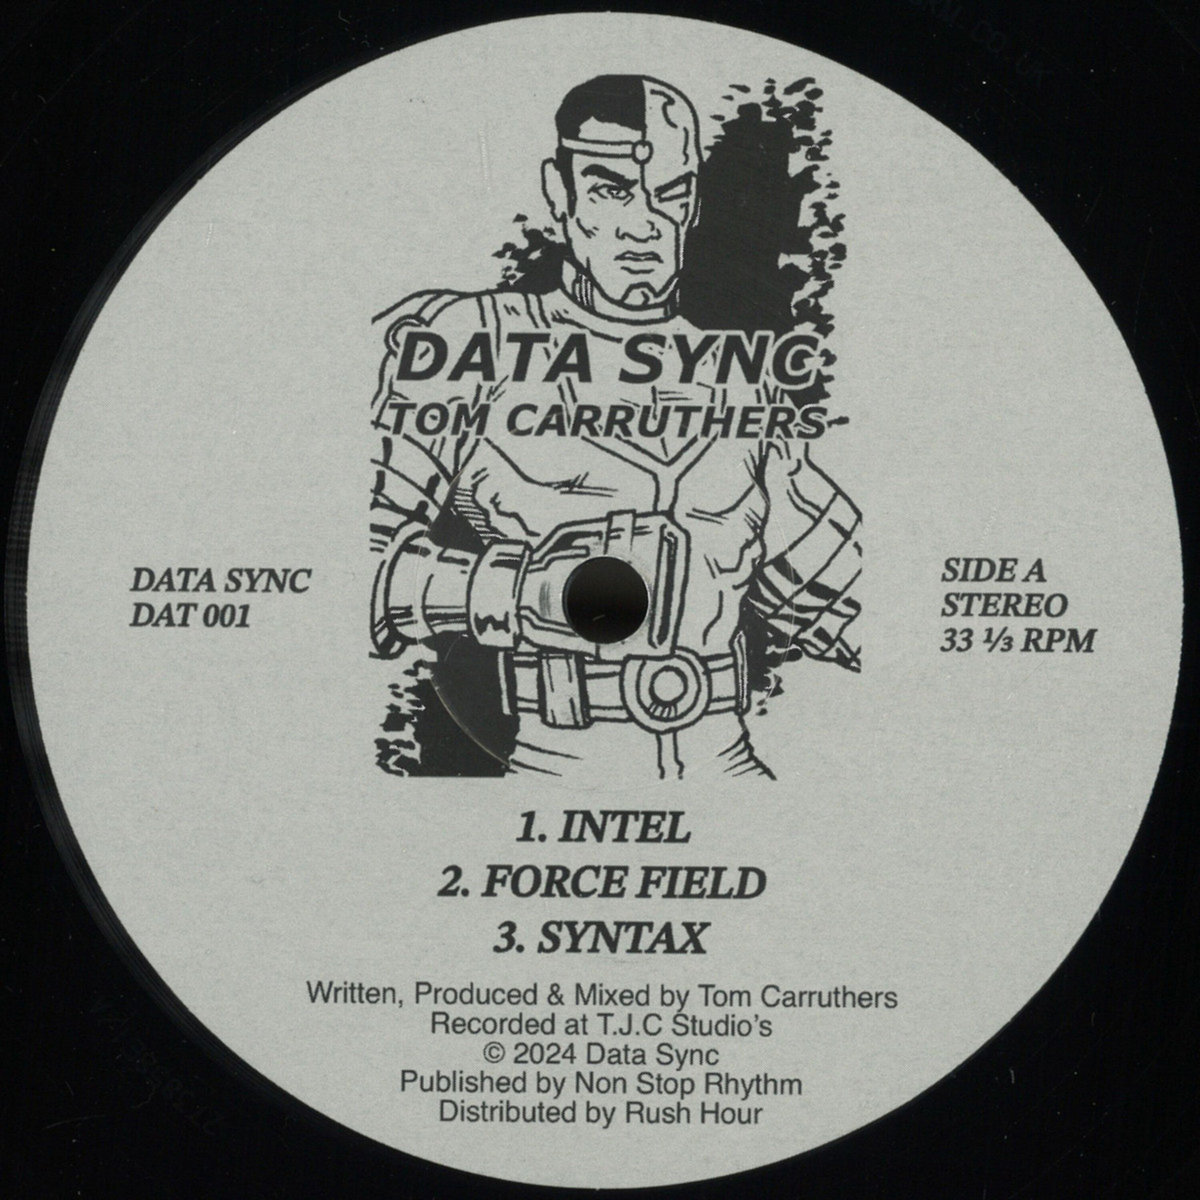 DATA SYNC
TOM CARRUTHERS
DATA SYNC
DAT 001
SIDE A
STEREO
33 ⅓ RPM
1. INTEL
2. FORCE FIELD
3. SYNTAX
Written, Produced & Mixed by Tom Carruthers
Recorded at T.J.C Studio's
© 2024 Data Sync
Published by Non Stop Rhythm
Distributed by Rush Hour